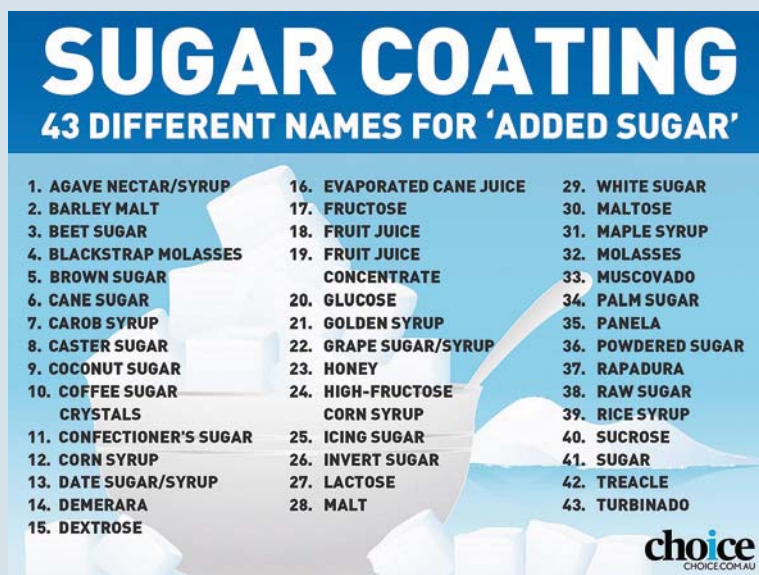 SUGAR COATING
43 DIFFERENT NAMES FOR ‘ADDED SUGAR’
1. AGAVE NECTAR/SYRUP
2. BARLEY MALT
3. BEET SUGAR
4. BLACKSTRAP MOLASSES
5. BROWN SUGAR
6. CANE SUGAR
7. CAROB SYRUP
8. CASTER SUGAR
9. COCONUT SUGAR
10. COFFEE SUGAR
CRYSTALS
11. CONFECTIONER'S SUGAR
12. CORN SYRUP
13. DATE SUGAR/SYRUP
14. DEMERARA
15. DEXTROSE
16. EVAPORATED CANE JUICE
17. FRUCTOSE
18. FRUIT JUICE
19. FRUIT JUICE
CONCENTRATE
20. GLUCOSE
21. GOLDEN SYRUP
22. GRAPE SUGAR/SYRUP
23. HONEY
24. HIGH-FRUCTOSE
CORN SYRUP
25. ICING SUGAR
26. INVERT SUGAR
27. LACTOSE
28. MALT
29. WHITE SUGAR
30. MALTOSE
31. MAPLE SYRUP
32. MOLASSES
33. MUSCOVADO
34. PALM SUGAR
35. PANELA
36. POWDERED SUGAR
37. RAPADURA
38. RAW SUGAR
39. RICE SYRUP
40. SUCROSE
41. SUGAR
42. TREACLE
43. TURBINADO
choice
CHOICE.COM.AU